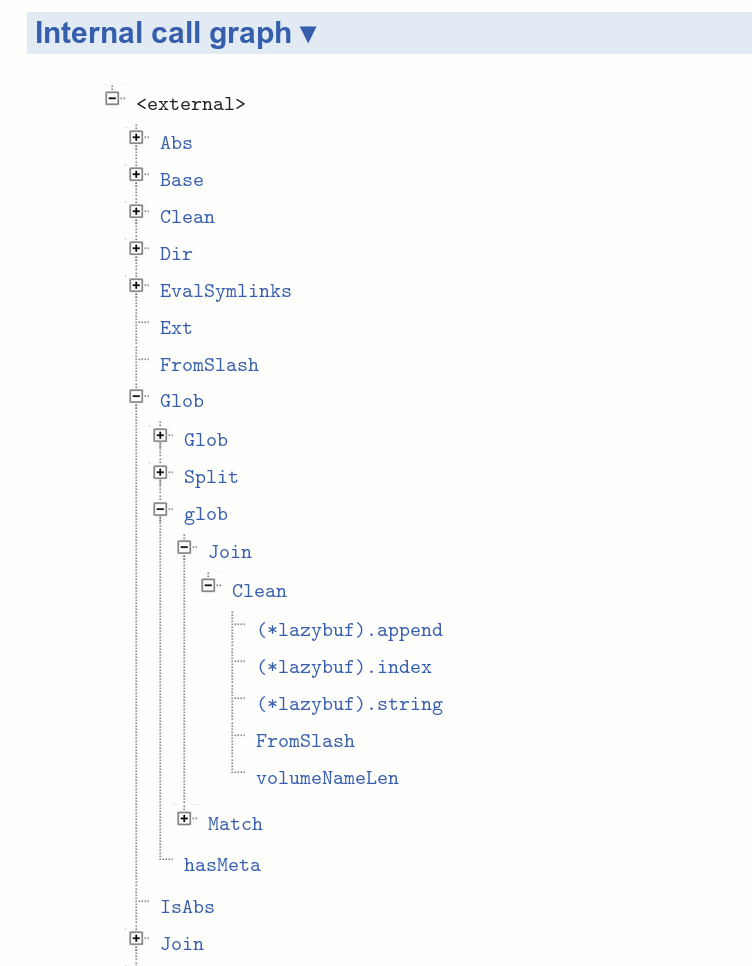 Internal call graph ▾
<external>
Abs
Base
Clean
Dir
EvalSymlinks
Ext
FromSlash
Glob
Glob
Split
glob
Join
Clean
(*lazybuf).append
(*lazybuf).index
(*lazybuf).string
FromSlash
volumeNameLen
Match
hasMeta
IsAbs
Join